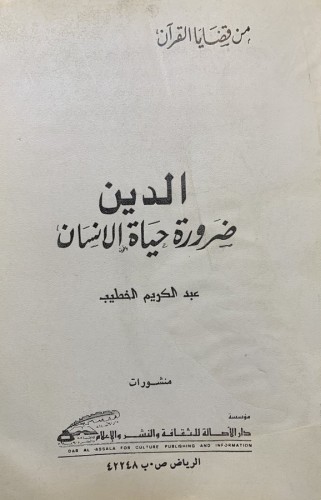 من قضايا القرآن
الدين
ضرورة حياة الانسان
عبد الكريم الخطيب
منشورات
مؤسسة
دار الأصالة للثقافة والنشر والإعلام
DAR AL-ASSALA FOR CULTURE PUBLISHING AND INFORMATION
الرياض ص٠ب ٤٢٢٤٨